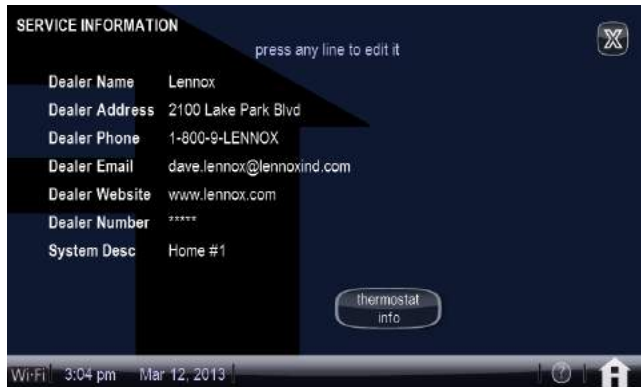 SERVICE INFORMATION
press any line to edit it
X
Dealer Name Lennox
Dealer Address 2100 Lake Park Blvd
Dealer Phone 1-800-9-LENNOX
Dealer Email dave.lennox@lennoxind.com
Dealer Website www.lennox.com
Dealer Number *****
System Desc Home #1
thermostat
info
Wi-Fi 3:04 pm Mar 12, 2013 ?